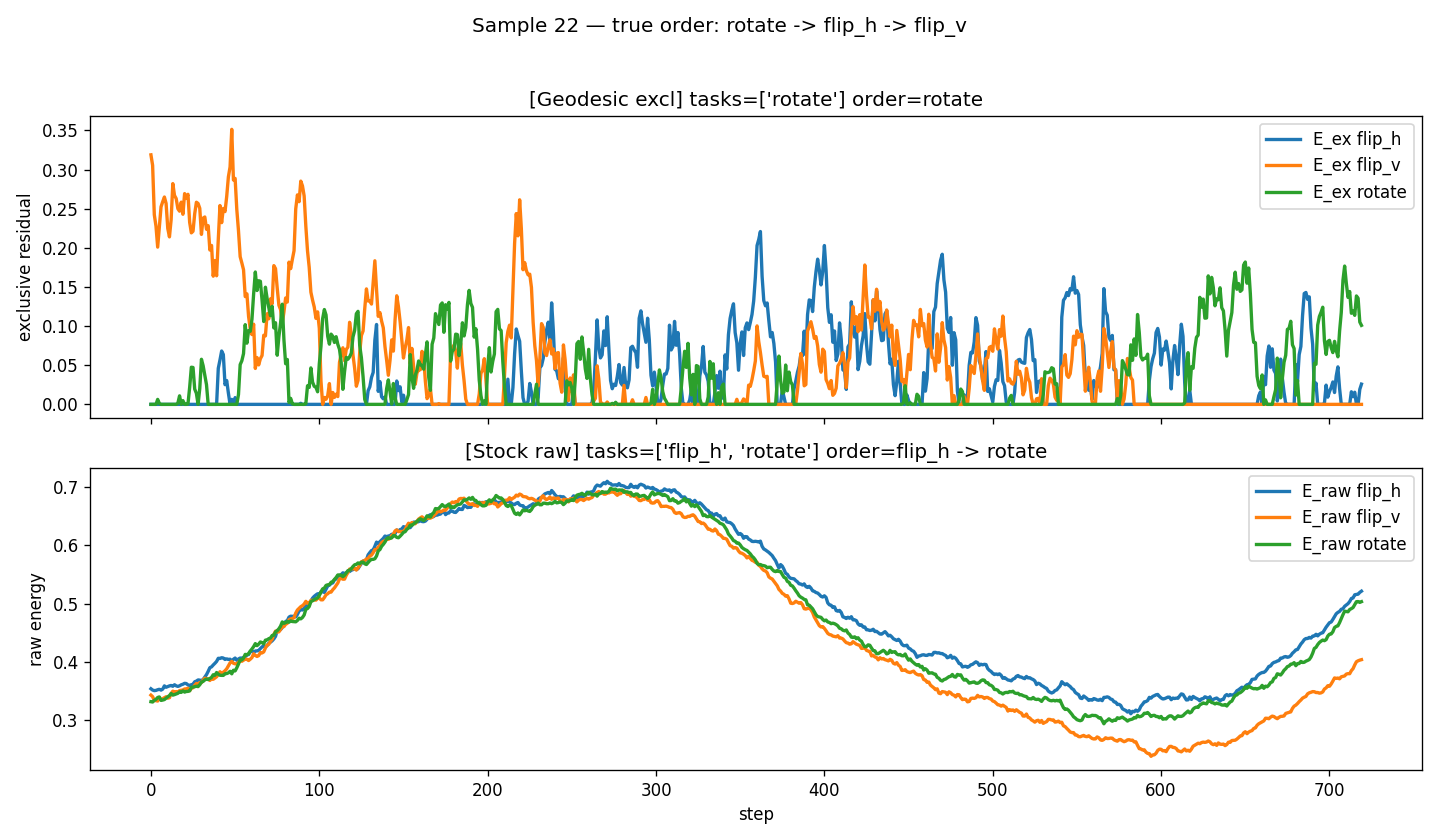 Sample 22 — true order: rotate -> flip_h -> flip_v
[Geodesic excl] tasks=['rotate'] order=rotate
exclusive residual
0.35
0.30
0.25
0.20
0.15
0.10
0.05
0.00
E_ex flip_h
E_ex flip_v
E_ex rotate
[Stock raw] tasks=['flip_h', 'rotate'] order=flip_h -> rotate
raw energy
0.7
0.6
0.5
0.4
0.3
E_raw flip_h
E_raw flip_v
E_raw rotate
0 100 200 300 400 500 600 700
step